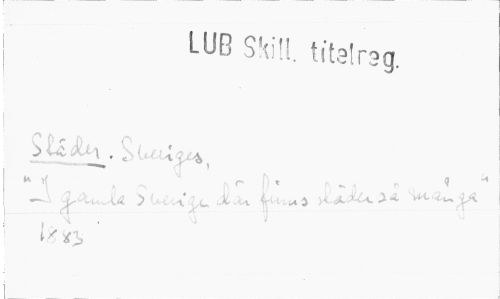 LUB Skill. titelreg.
Städer. Sveriges,
"I gamla Sverige där finns städer så många"
1883